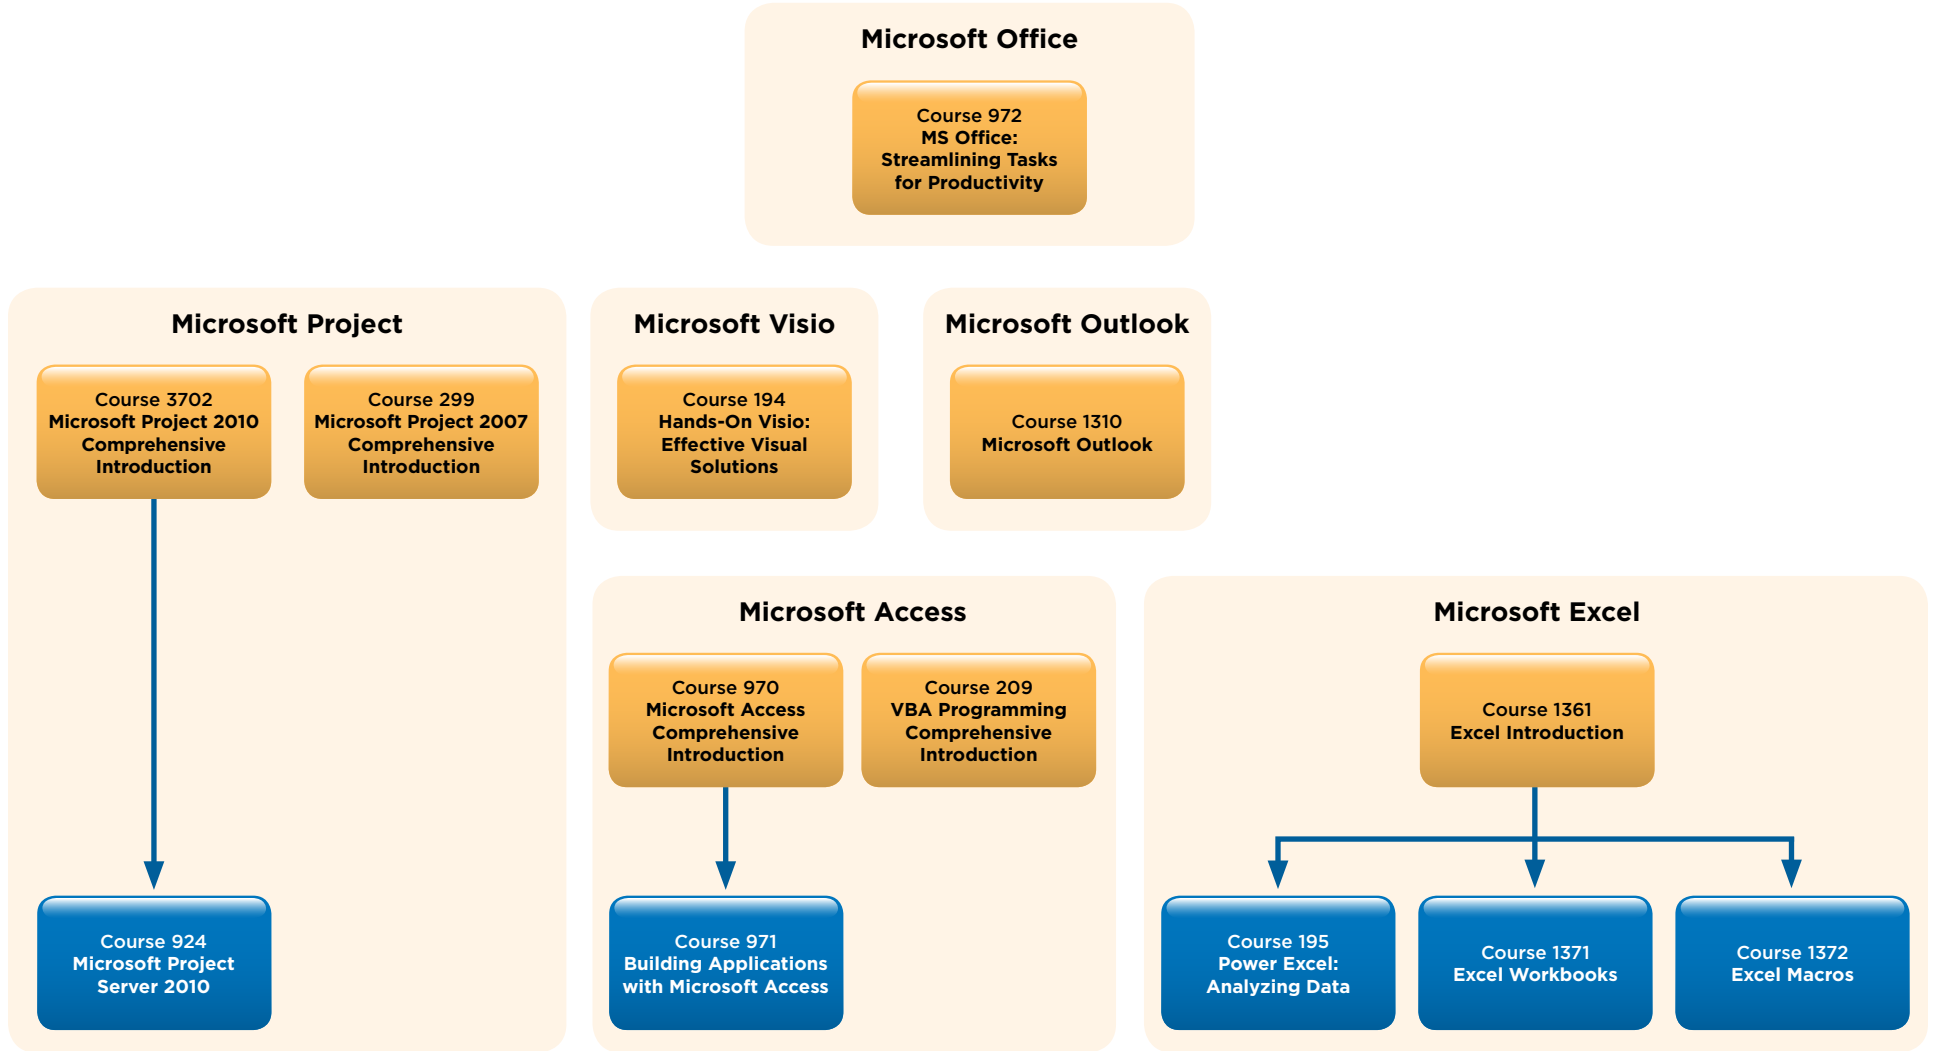 Microsoft Office
Course 972
MS Office:
Streamlining Tasks
for Productivity
Microsoft Project
Course 3702
Microsoft Project 2010
Comprehensive
Introduction
Course 299
Microsoft Project 2007
Comprehensive
Introduction
Course 924
Microsoft Project
Server 2010
Microsoft Visio
Course 194
Hands-On Visio:
Effective Visual
Solutions
Microsoft Outlook
Course 1310
Microsoft Outlook
Microsoft Access
Course 970
Microsoft Access
Comprehensive
Introduction
Course 209
VBA Programming
Comprehensive
Introduction
Course 971
Building Applications
with Microsoft Access
Microsoft Excel
Course 1361
Excel Introduction
Course 195
Power Excel:
Analyzing Data
Course 1371
Excel Workbooks
Course 1372
Excel Macros